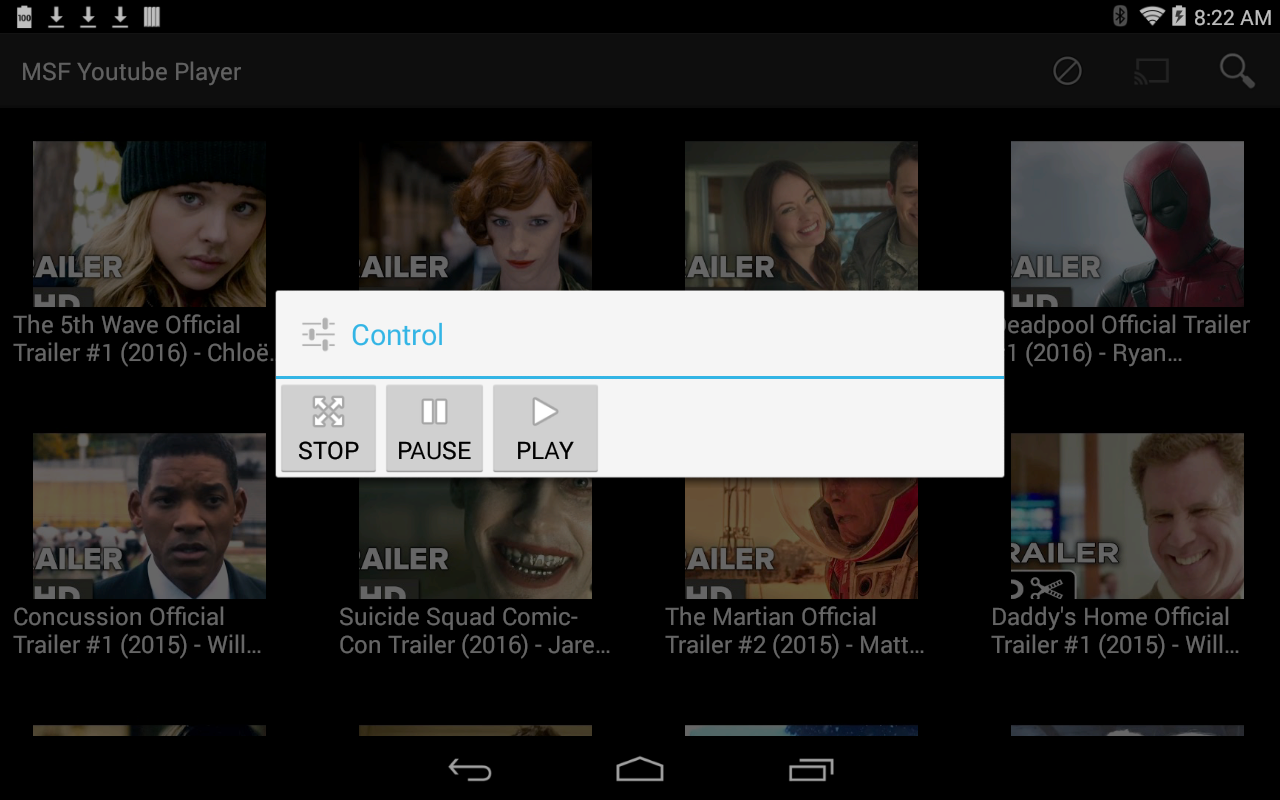 100
8:22 AM
MSF Youtube Player
AILER
HD
AILER
AILER
AILER
HD
The 5th Wave Official
Trailer #1 (2016) - Chloë.
eadpool Official Trailer
1 (2016) - Ryan...
Control
STOP
PAUSE
PLAY
AILER
HD
AILER
HD
AILER
HD
RAILER
D
Concussion Official
Trailer #1 (2015) - Will...
Suicide Squad Comic-
Con Trailer (2016) - Jare...
The Martian Official
Trailer #2 (2015) - Matt...
Daddy's Home Official
Trailer #1 (2015) - Will...